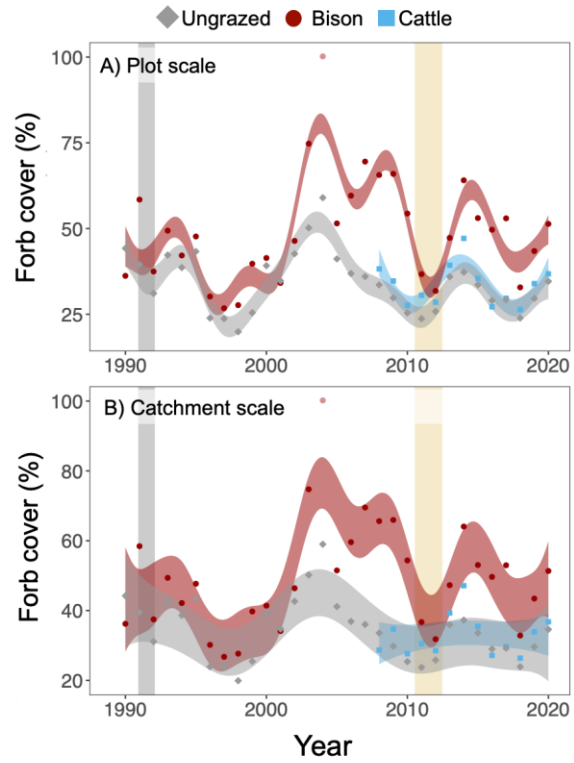 Ungrazed Bison Cattle
A) Plot scale
Forb cover (%)
100
75
50
25
1990 2000 2010 2020
B) Catchment scale
Forb cover (%)
100
80
60
40
20
1990 2000 2010 2020
Year